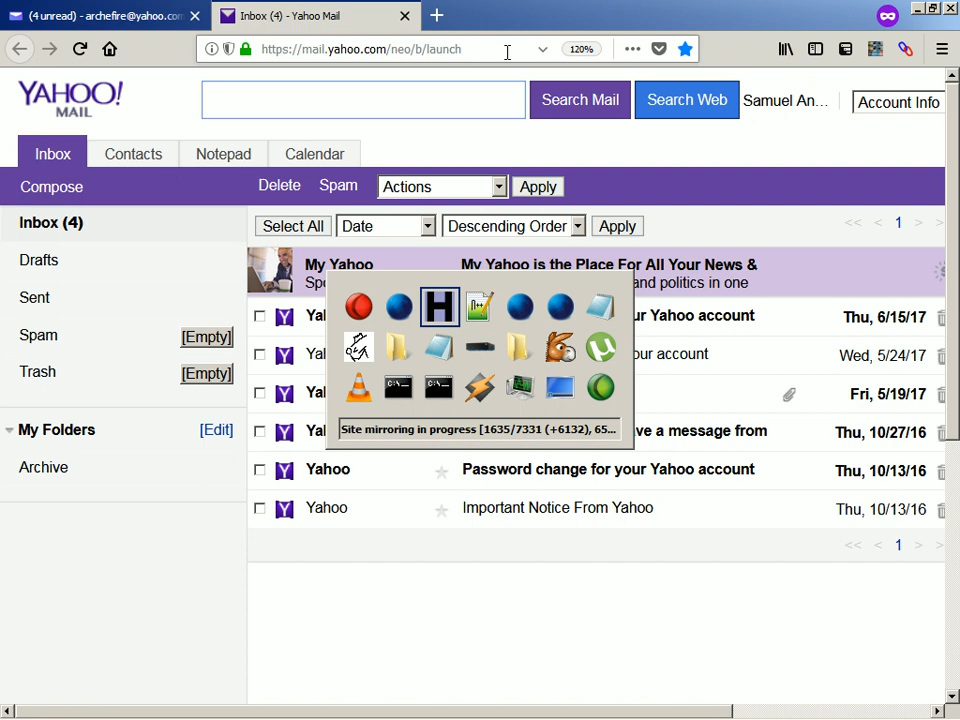 (4 unread) - archefire@yahoo.com
Inbox (4) - Yahoo Mail
https://mail.yahoo.com/neo/b/launch
120%
YAHOO!
MAIL
Search Mail
Search Web
Samuel An...
Account Info
Inbox
Contacts
Notepad
Calendar
Compose
Delete
Spam
Actions
Apply
Inbox (4)
Select All
Date
Descending Order
Apply
<< < 1 > >
Drafts
Sent
Spam
[Empty]
Trash
[Empty]
My Folders
[Edit]
Archive
My Yahoo
My Yahoo is the Place For All Your News &
and politics in one
ur Yahoo account
Thu, 6/15/17
our account
Wed, 5/24/17
Fri, 5/19/17
ve a message from
Thu, 10/27/16
Yahoo
Password change for your Yahoo account
Thu, 10/13/16
Yahoo
Important Notice From Yahoo
Thu, 10/13/16
<< < 1 > >
H
C:\_
C:\_
Site mirroring in progress [1635/7331 (+6132), 65...